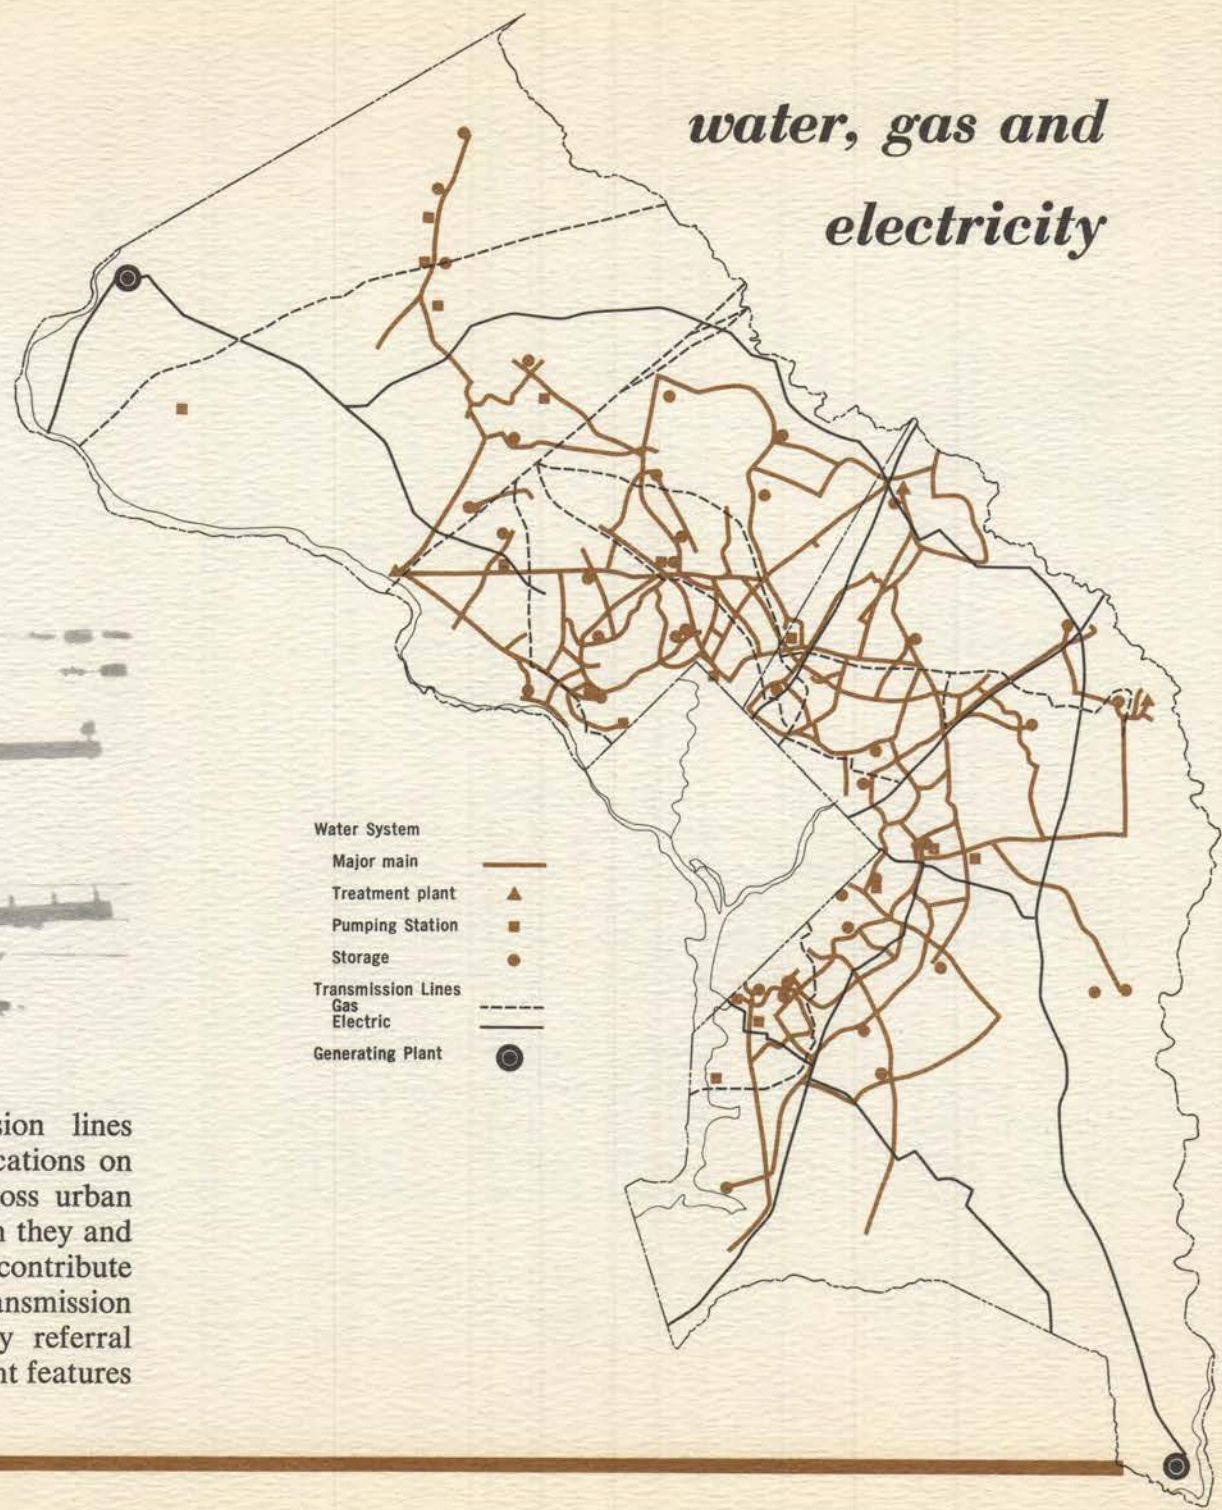 water, gas and
electricity
Water System
Major main
Treatment plant
Pumping Station
Storage
Transmission Lines
Gas
Electric
Generating Plant
sion lines
cations on
oss urban
n they and
contribute
ansmission
y referral
nt features